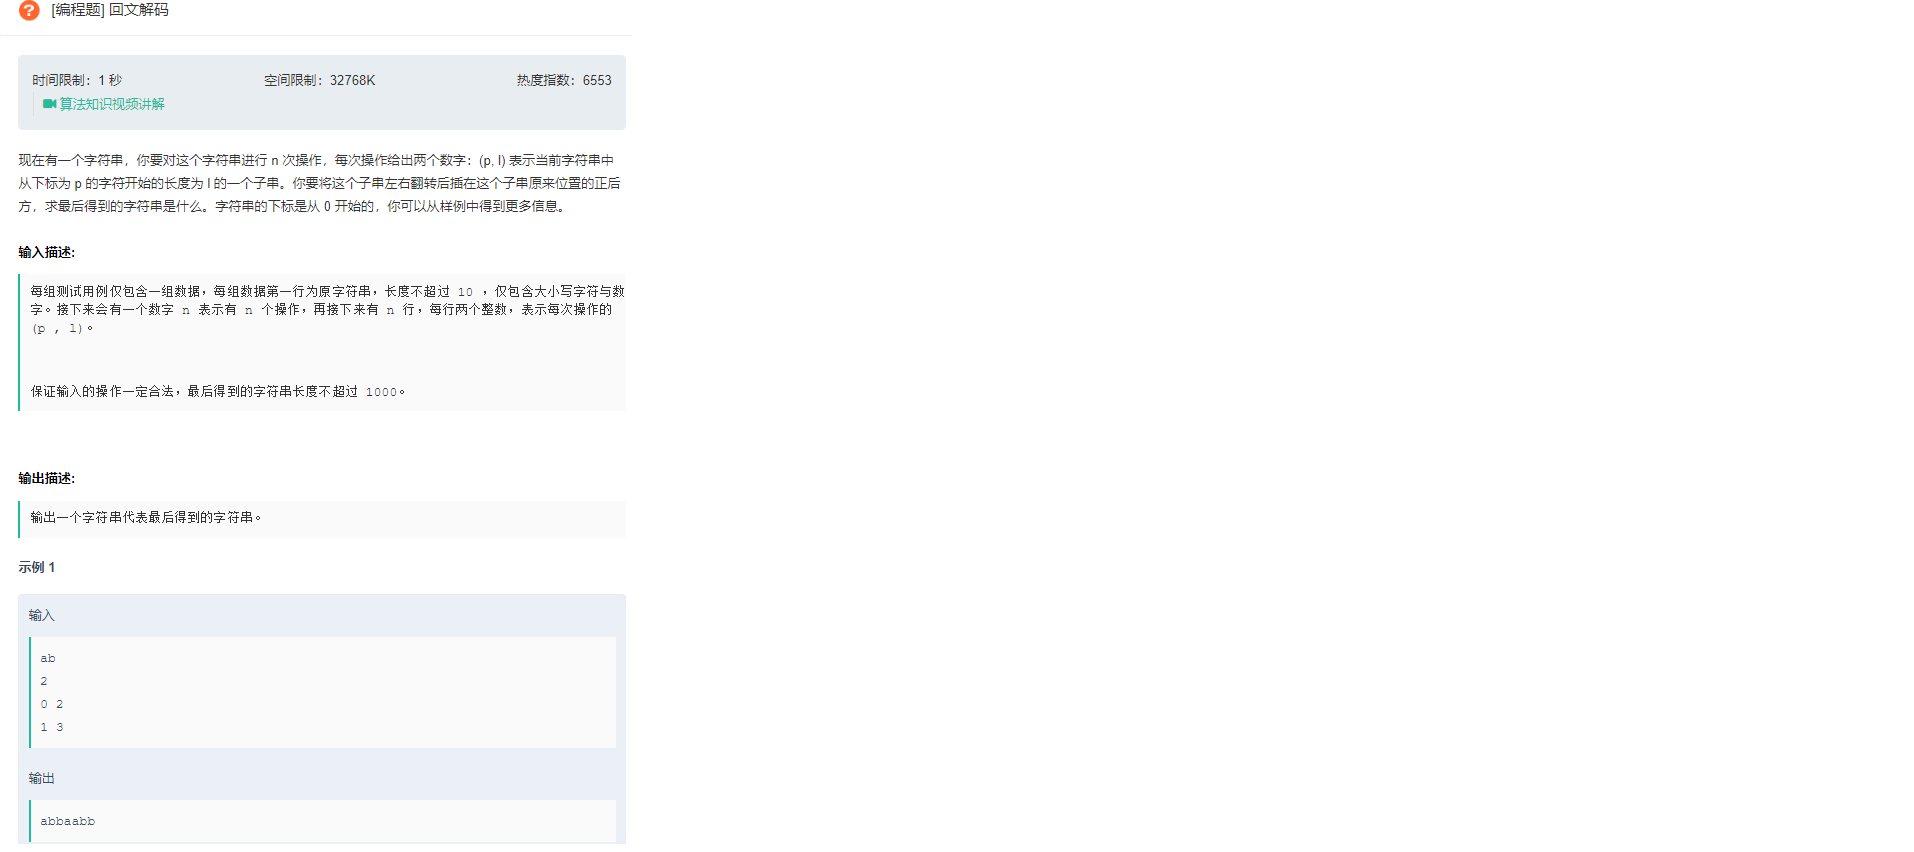 [编程题] 回文解码
时间限制：1 秒 空间限制：32768K 热度指数：6553
算法知识视频讲解
现在有一个字符串，你要对这个字符串进行 n 次操作，每次操作给出两个数字：(p, l) 表示当前字符串中
从下标为 p 的字符开始的长度为 l 的一个子串。你要将这个子串左右翻转后插在这个子串原来位置的正后
方，求最后得到的字符串是什么。字符串的下标是从 0 开始的，你可以从样例中得到更多信息。
输入描述:
每组测试用例仅包含一组数据，每组数据第一行为原字符串，长度不超过 10 ，仅包含大小写字符与数
字。接下来会有一个数字 n 表示有 n 个操作，再接下来有 n 行，每行两个整数，表示每次操作的
(p , l)。
保证输入的操作一定合法，最后得到的字符串长度不超过 1000。
输出描述:
输出一个字符串代表最后得到的字符串。
示例 1
输入
ab
2
0 2
1 3
输出
abbaabb